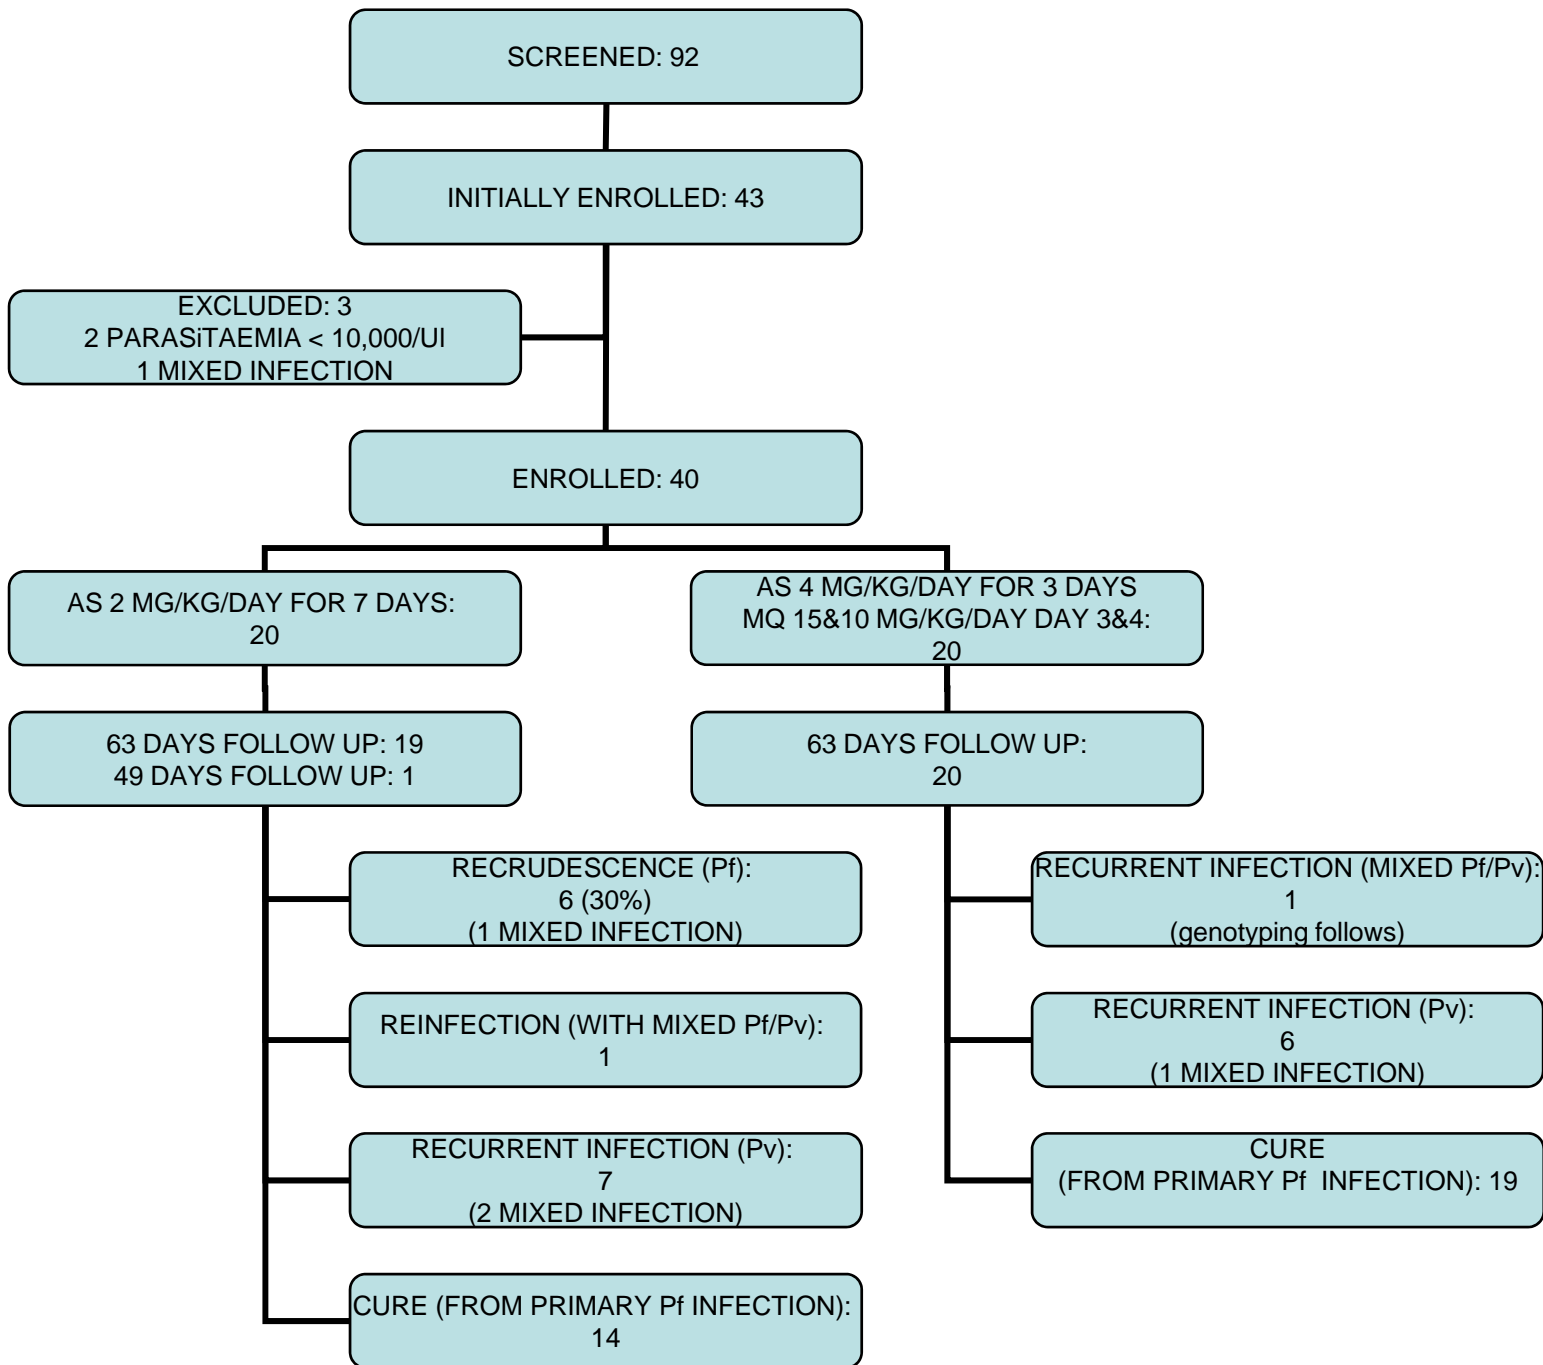 SCREENED: 92
INITIALLY ENROLLED: 43
EXCLUDED: 3
2 PARASiTAEMIA < 10,000/Ul
1 MIXED INFECTION
ENROLLED: 40
AS 2 MG/KG/DAY FOR 7 DAYS:
20
AS 4 MG/KG/DAY FOR 3 DAYS
MQ 15&10 MG/KG/DAY DAY 3&4:
20
63 DAYS FOLLOW UP: 19
49 DAYS FOLLOW UP: 1
63 DAYS FOLLOW UP:
20
RECRUDESCENCE (Pf):
6 (30%)
(1 MIXED INFECTION)
REINFECTION (WITH MIXED Pf/Pv):
1
RECURRENT INFECTION (Pv):
7
(2 MIXED INFECTION)
CURE (FROM PRIMARY Pf INFECTION):
14
RECURRENT INFECTION (MIXED Pf/Pv):
1
(genotyping follows)
RECURRENT INFECTION (Pv):
6
(1 MIXED INFECTION)
CURE
(FROM PRIMARY Pf INFECTION): 19